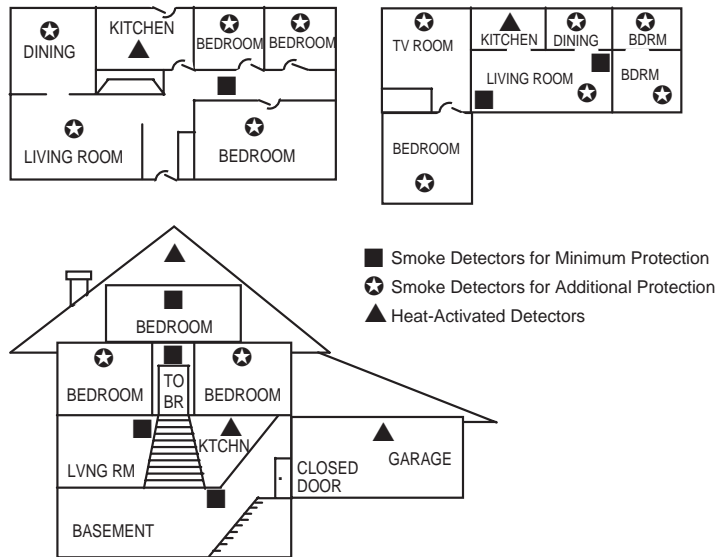 DINING
KITCHEN
BEDROOM
BEDROOM
LIVING ROOM
BEDROOM
TV ROOM
KITCHEN
DINING
BDRM
LIVING ROOM
BDRM
BEDROOM
Smoke Detectors for Minimum Protection
Smoke Detectors for Additional Protection
Heat-Activated Detectors
BEDROOM
BEDROOM
TO
BR
BEDROOM
LVNG RM
KTCHN
CLOSED
DOOR
GARAGE
BASEMENT